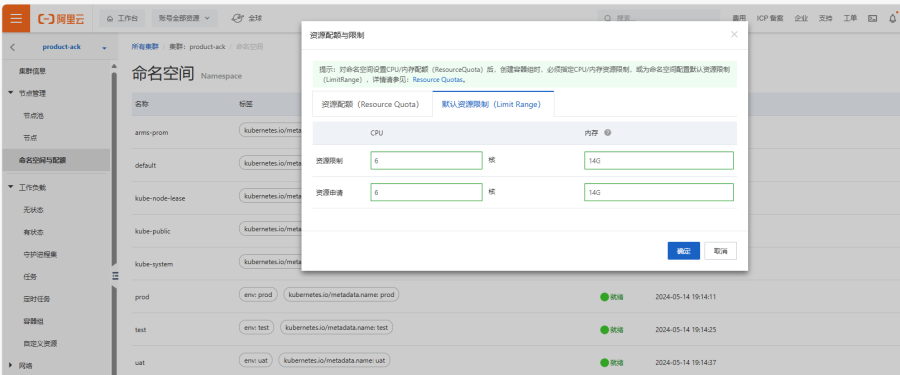 (-) 阿里云
工作台
账号全部资源
全球
搜索
费用 ICP 备案 企业 支持 工单
product-ack
所有集群 集群：product-ack 命名空间
命名空间 Namespace
集群信息
节点管理
节点池
节点
命名空间与配额
工作负载
无状态
有状态
守护进程集
任务
定时任务
容器组
自定义资源
网络
名称 标签
arms-prom kubernetes.io/meta
default kubernetes.io/meta
kube-node-lease kubernetes.io/meta
kube-public kubernetes.io/meta
kube-system kubernetes.io/meta
prod env: prod kubernetes.io/metadata.name: prod 就绪 2024-05-14 19:14:11
test env: test kubernetes.io/metadata.name: test 就绪 2024-05-14 19:14:25
uat env: uat kubernetes.io/metadata.name: uat 就绪 2024-05-14 19:14:37
资源配额与限制
提示：对命名空间设置CPU/内存配额（ResourceQuota）后，创建容器组时，必须指定CPU/内存资源限制，或为命名空间配置默认资源限制
（LimitRange），详情请参见：Resource Quotas。
资源配额（Resource Quota） 默认资源限制（Limit Range）
CPU 内存
资源限制 6 核 14G
资源申请 6 核 14G
确定 取消